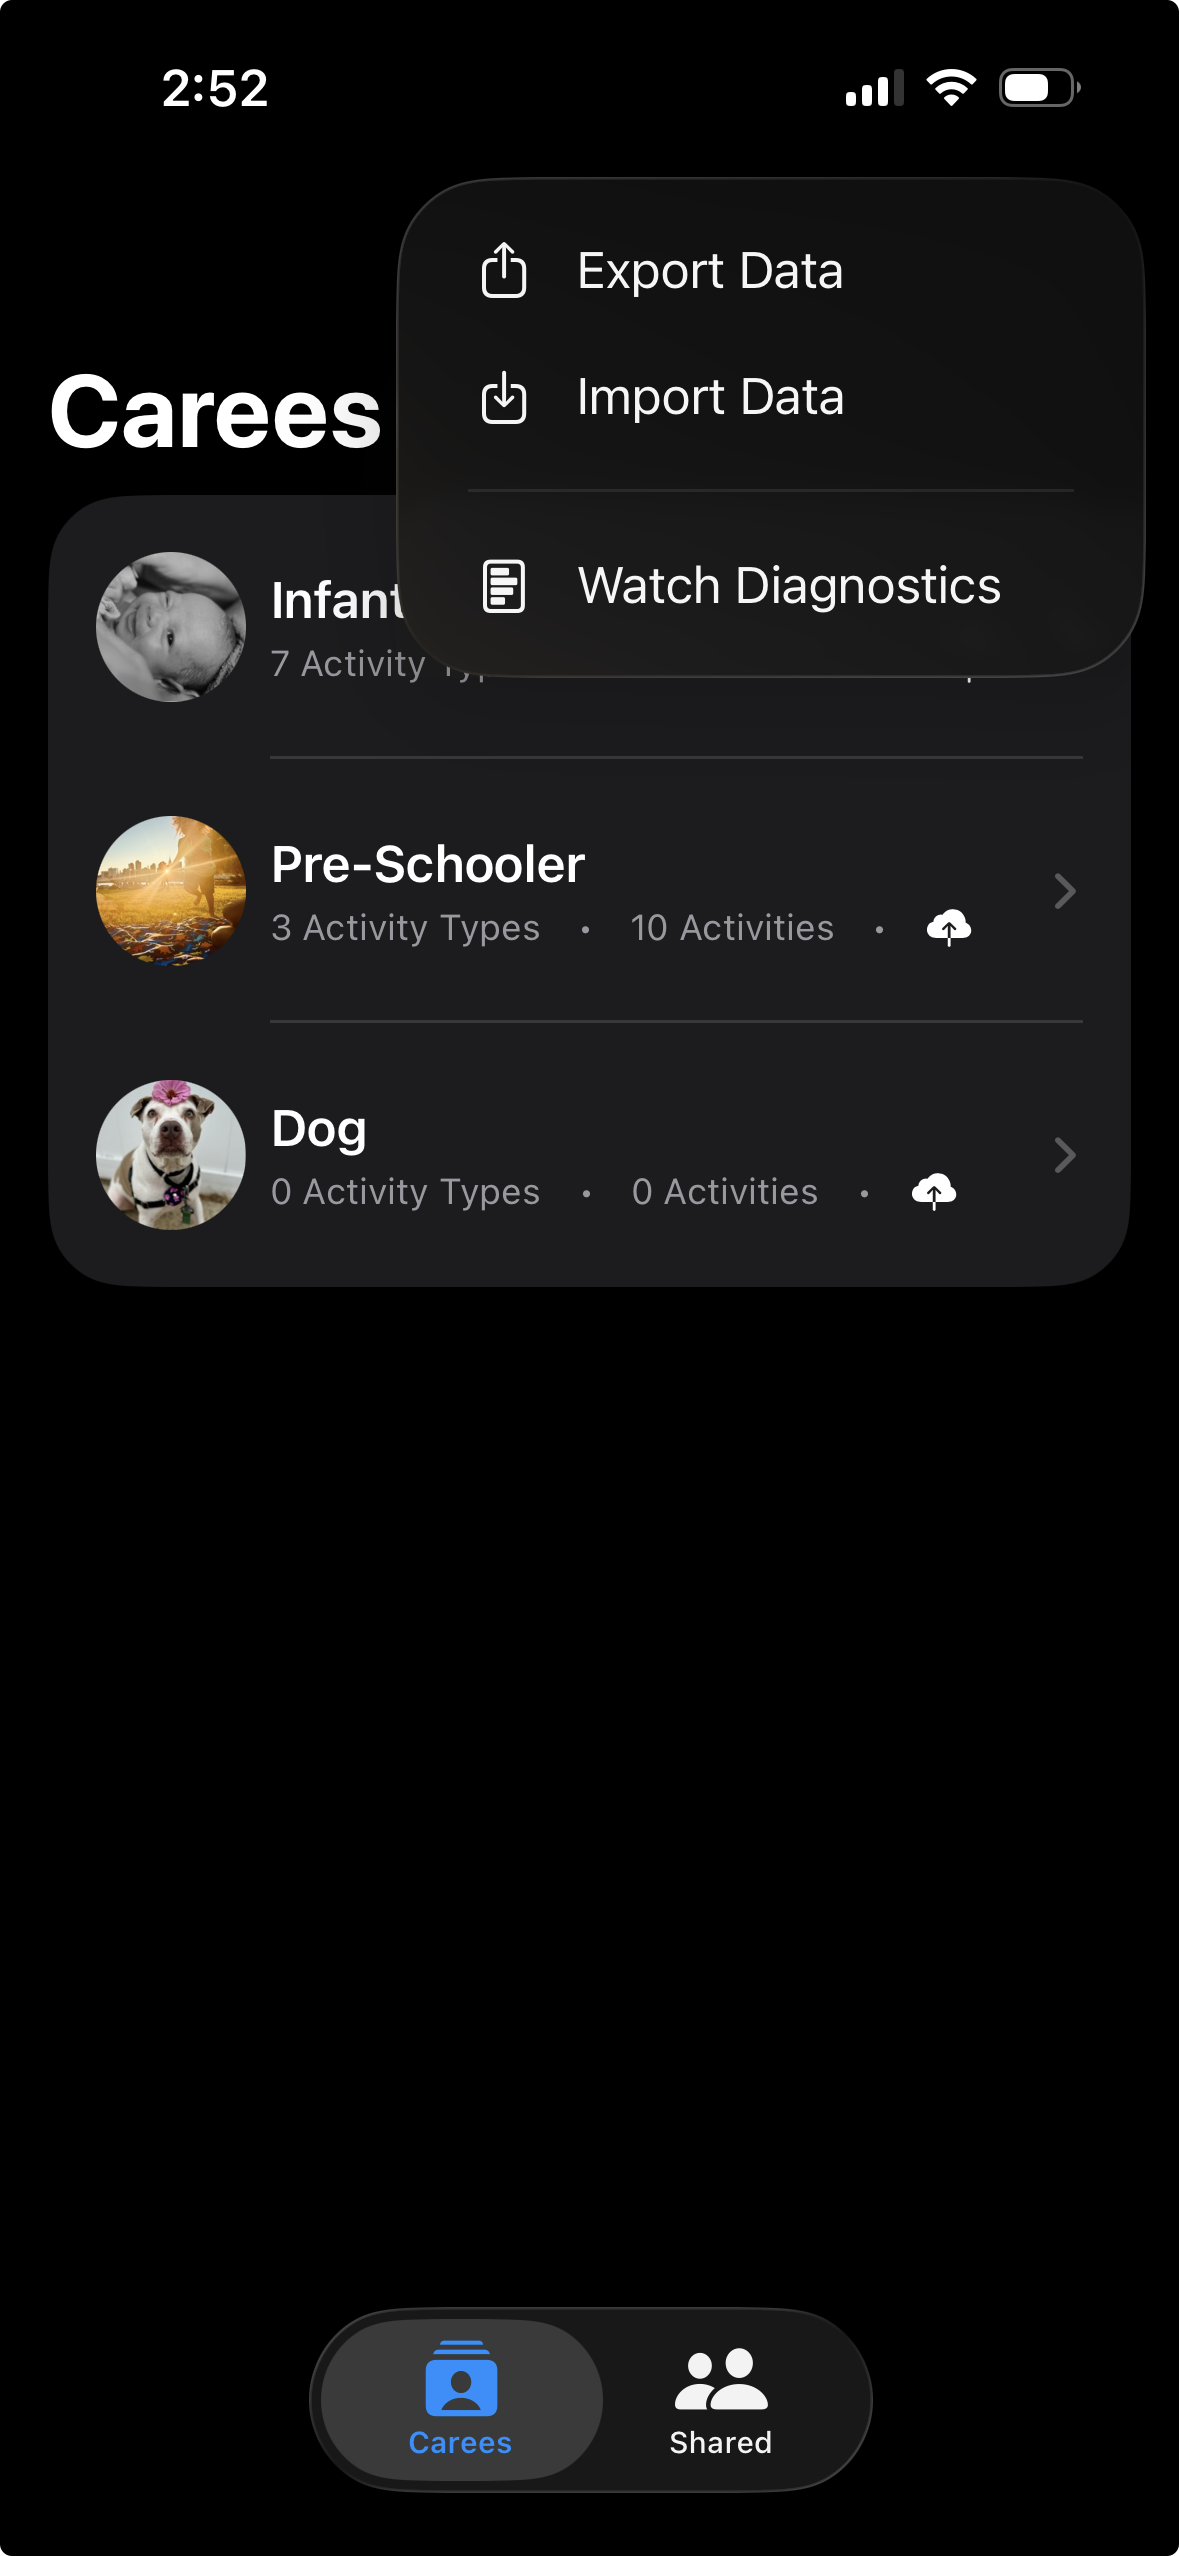 2:52
Export Data
Import Data
Watch Diagnostics
Carees
Infant
7 Activity
Pre-Schooler
3 Activity Types • 10 Activities •
Dog
0 Activity Types • 0 Activities •
Carees
Shared